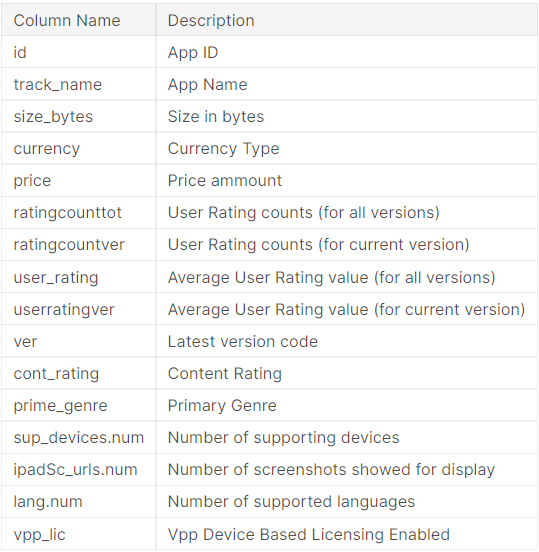 Column Name Description
id App ID
track_name App Name
size_bytes Size in bytes
currency Currency Type
price Price ammount
ratingcounttot User Rating counts (for all versions)
ratingcountver User Rating counts (for current version)
user_rating Average User Rating value (for all versions)
userratingver Average User Rating value (for current version)
ver Latest version code
cont_rating Content Rating
prime_genre Primary Genre
sup_devices.num Number of supporting devices
ipadSc_urls.num Number of screenshots showed for display
lang.num Number of supported languages
vpp_lic Vpp Device Based Licensing Enabled